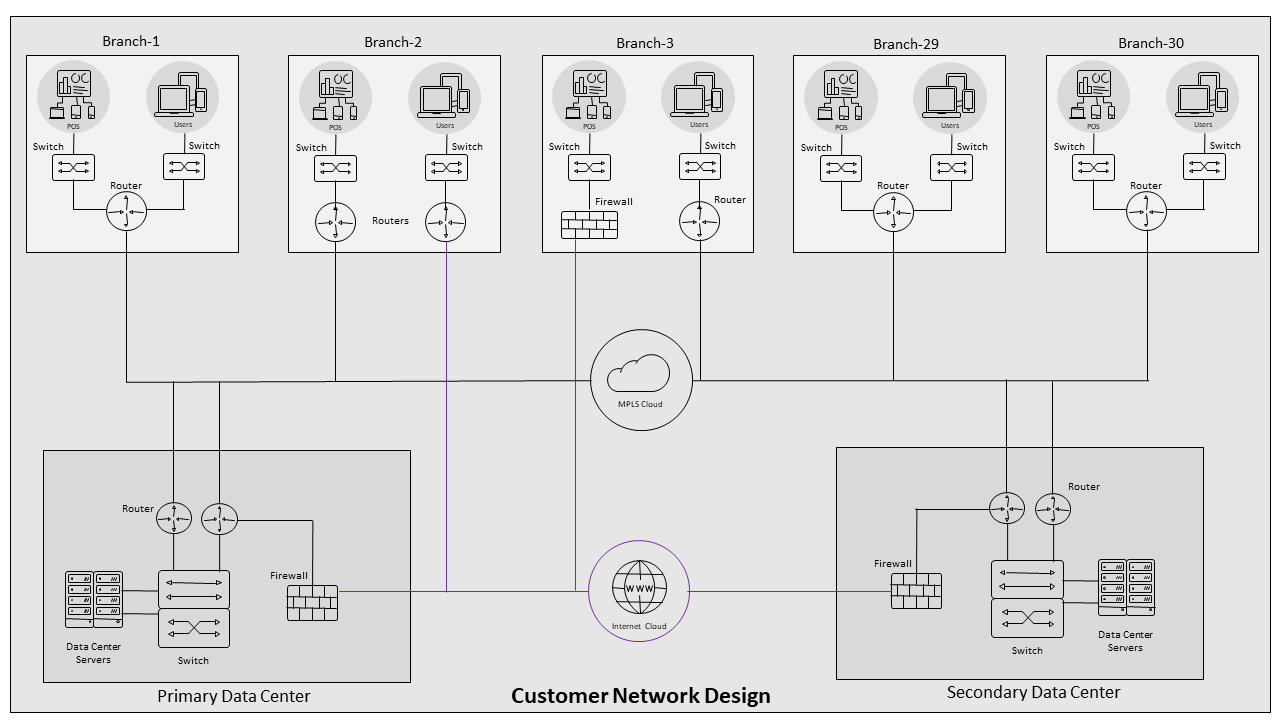 Branch-1
Branch-2
Branch-3
Branch-29
Branch-30
POS
Users
POS
Users
POS
Users
POS
Users
POS
Users
Switch
Switch
Switch
Switch
Switch
Switch
Switch
Switch
Switch
Switch
Router
Routers
Firewall
Router
Router
Router
MPLS Cloud
Router
Router
Firewall
Firewall
WWW
Internet Cloud
Data Center
Servers
Switch
Switch
Data Center
Servers
Primary Data Center
Customer Network Design
Secondary Data Center